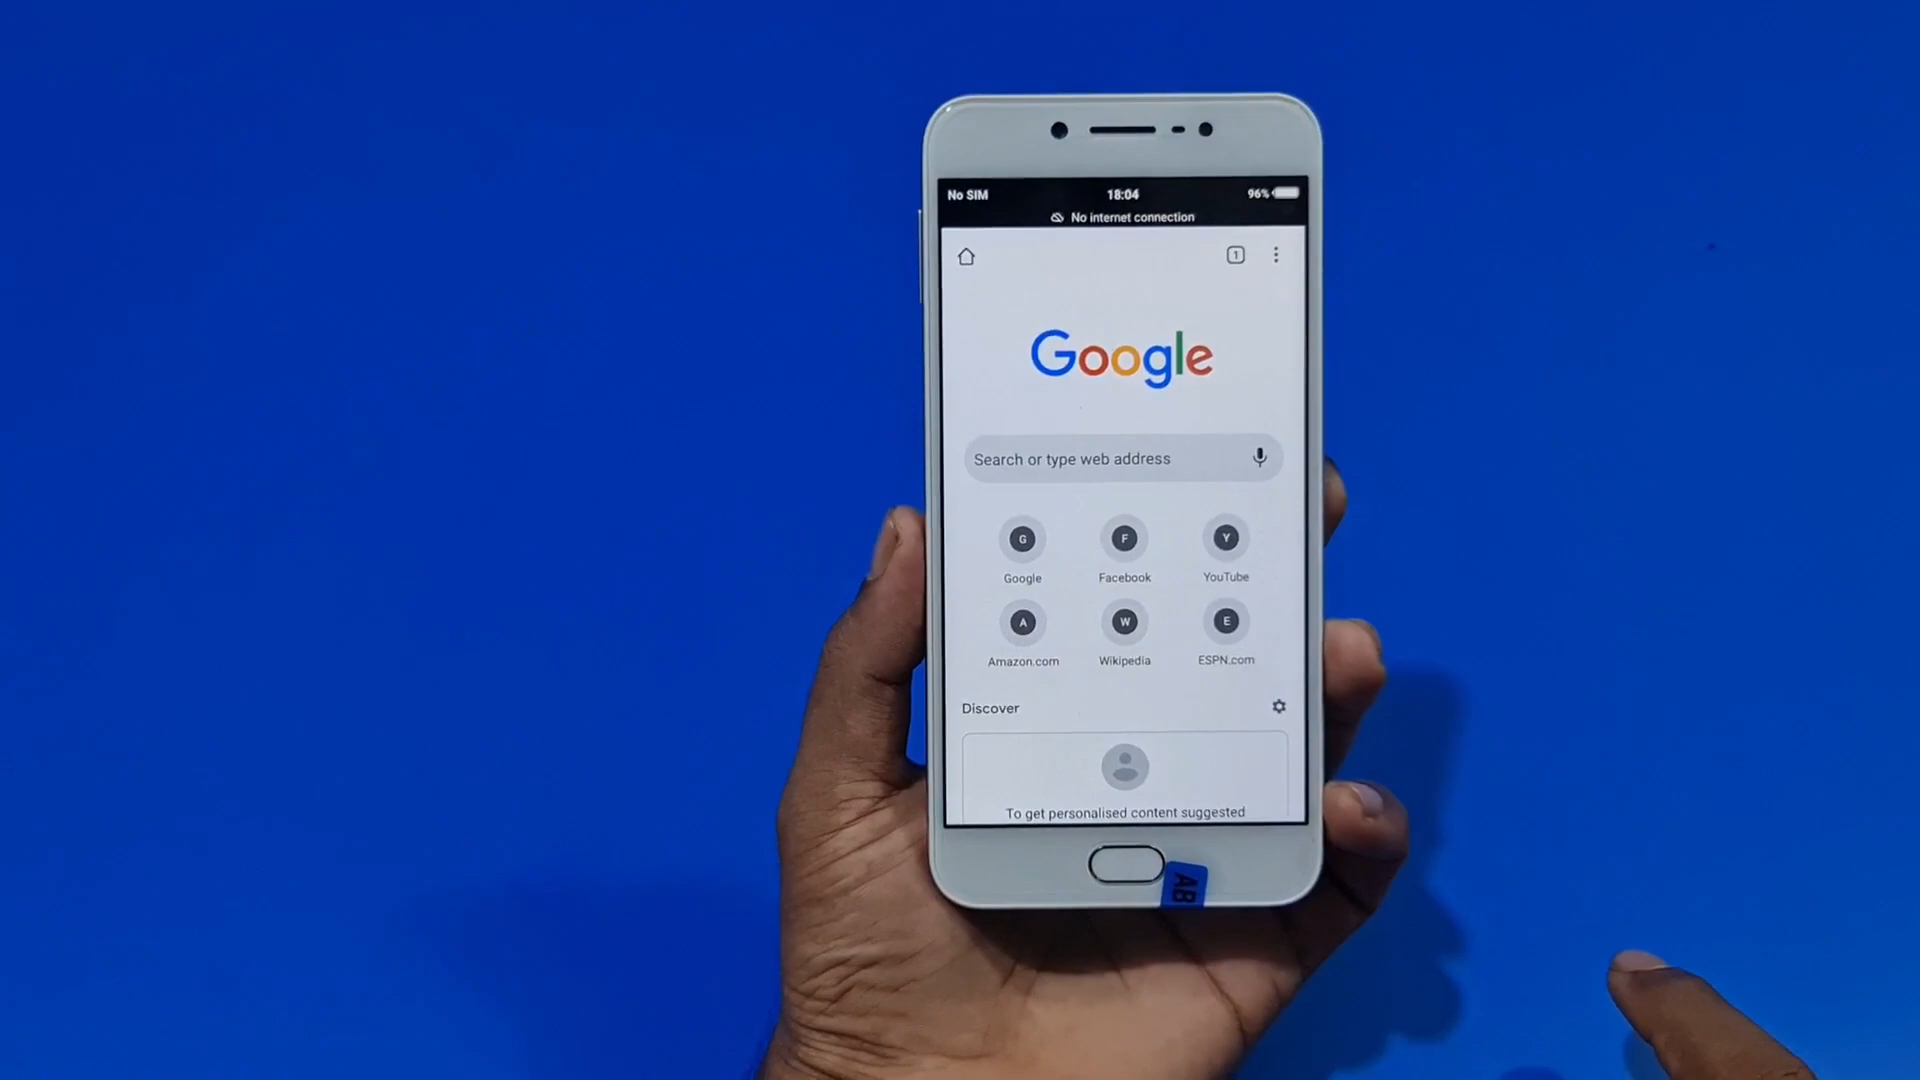 No SIM 18:04 96%
No internet connection
1
Google
Search or type web address
G F Y
Google Facebook YouTube
A W E
Amazon.com Wikipedia ESPN.com
Discover
To get personalised content suggested
AB